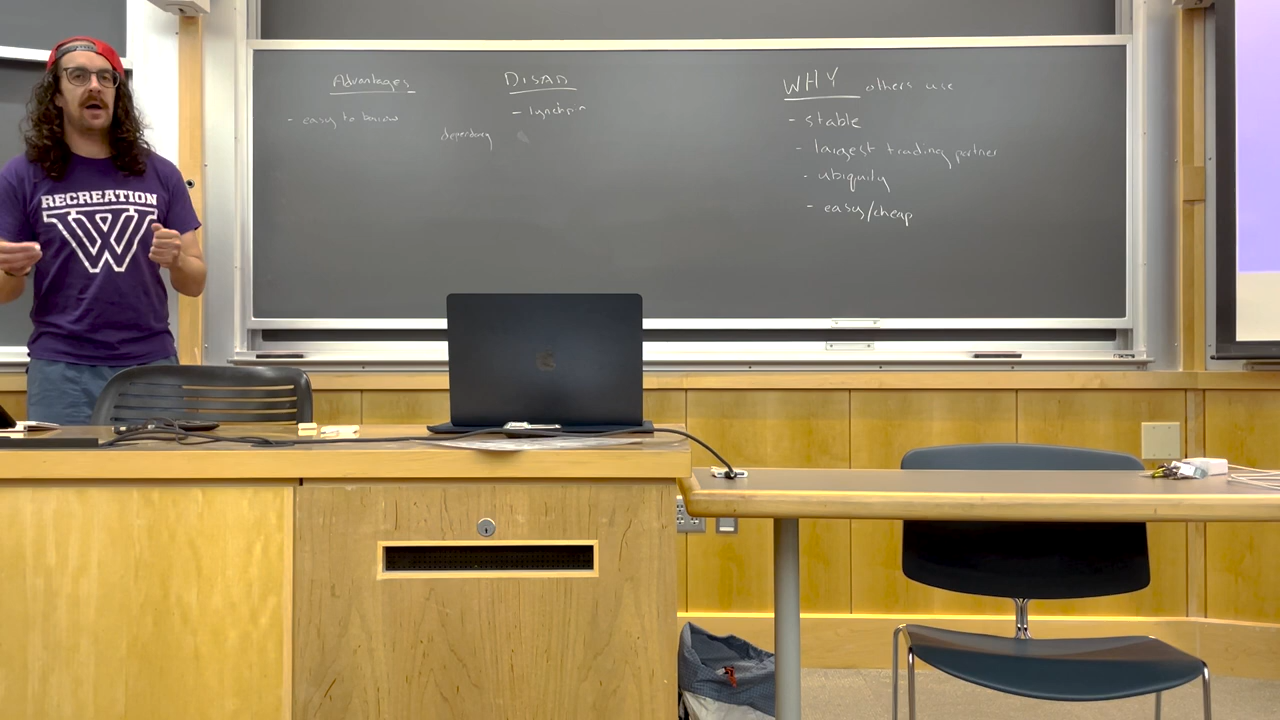 Advantages
- easy to borrow
DISAD
- lynchpin
dependency
WHY others use
- stable
- largest trading partner
- ubiquity
- easy/cheap
RECREATION
W